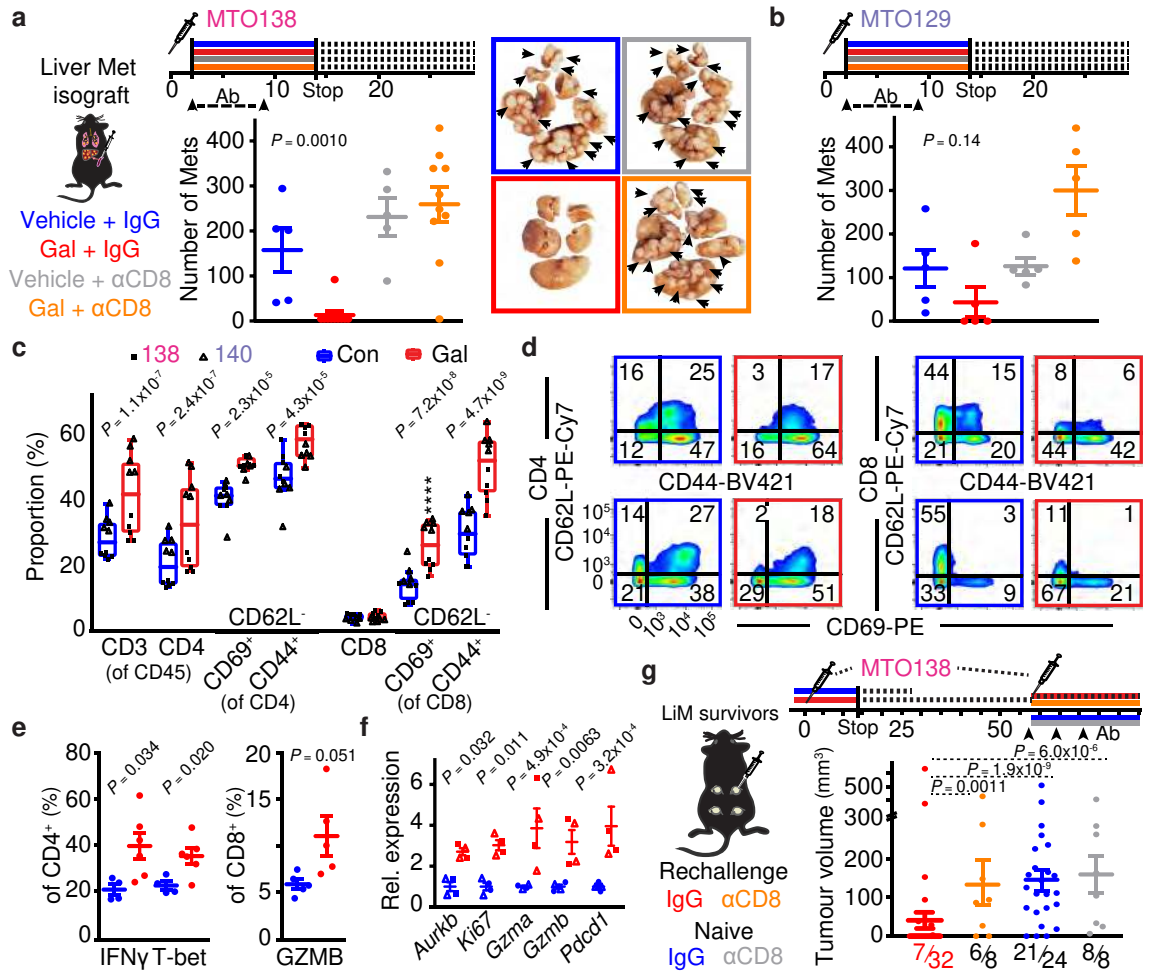 a
MTO138
0
10
Stop
20
Ab
Liver Met
isograft
Vehicle + IgG
Gal + IgG
Vehicle + αCD8
Gal + αCD8
Number of Mets
400
300
200
100
0
P = 0.0010
b
MTO129
0
10
Stop
20
Ab
Number of Mets
400
300
200
100
0
P = 0.14
c
138
140
Con
Gal
P = 1.1x10-7
P = 2.4x10-7
P = 2.3x10-5
P = 4.3x10-5
P = 7.2x10-8
P = 4.7x10-9
****
Proportion (%)
60
40
20
0
CD62L-
CD62L-
CD3
CD4
CD69+
CD44+
CD8
CD69+
CD44+
(of CD45)
(of CD4)
(of CD8)
d
CD4
CD62L-PE-Cy7
16 25
12 47
3 17
16 64
CD44-BV421
14 27
21 38
2 18
29 51
105
104
103
0
0 103 104 105
CD8
CD62L-PE-Cy7
44 15
21 20
8 6
44 42
CD44-BV421
55 3
33 9
11 1
67 21
CD69-PE
e
of CD4+ (%)
80
60
40
20
0
P = 0.034
P = 0.020
IFNγ T-bet
of CD8+ (%)
20
15
10
5
0
P = 0.051
GZMB
f
Rel. expression
6
4
2
0
P = 0.032
P = 0.011
P = 4.9x10-4
P = 0.0063
P = 3.2x10-4
Aurkb
Ki67
Gzma
Gzmb
Pdcd1
g
MTO138
0
Stop
25
50
Ab
LiM survivors
Rechallenge
IgG αCD8
Naive
IgG αCD8
Tumour volume (mm3)
500
400
300
200
100
0
P = 6.0x10-6
P = 1.9x10-9
P = 0.0011
7/32
6/8
21/24
8/8